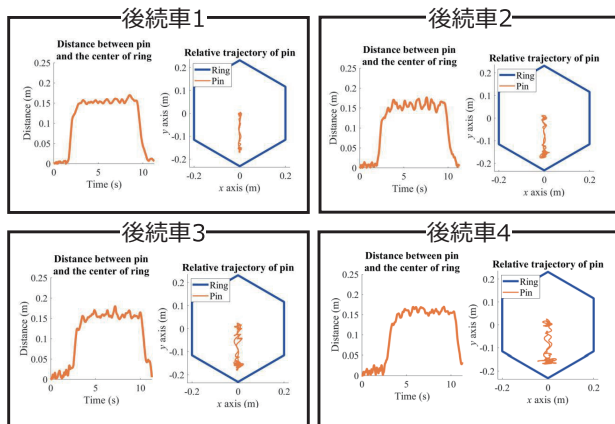 後続車1
Distance between pin
and the center of ring
Distance (m)
0.25
0.2
0.15
0.1
0.05
0
0
5
10
Time (s)
Relative trajectory of pin
Ring
Pin
y axis (m)
0.2
0.1
0
-0.1
-0.2
-0.2
0
0.2
x axis (m)
後続車2
Distance between pin
and the center of ring
Distance (m)
0.25
0.2
0.15
0.1
0.05
0
0
5
10
Time (s)
Relative trajectory of pin
Ring
Pin
y axis (m)
0.2
0.1
0
-0.1
-0.2
-0.2
0
0.2
x axis (m)
後続車3
Distance between pin
and the center of ring
Distance (m)
0.25
0.2
0.15
0.1
0.05
0
0
5
10
Time (s)
Relative trajectory of pin
Ring
Pin
y axis (m)
0.2
0.1
0
-0.1
-0.2
-0.2
0
0.2
x axis (m)
後続車4
Distance between pin
and the center of ring
Distance (m)
0.25
0.2
0.15
0.1
0.05
0
0
5
10
Time (s)
Relative trajectory of pin
Ring
Pin
y axis (m)
0.2
0.1
0
-0.1
-0.2
-0.2
0
0.2
x axis (m)